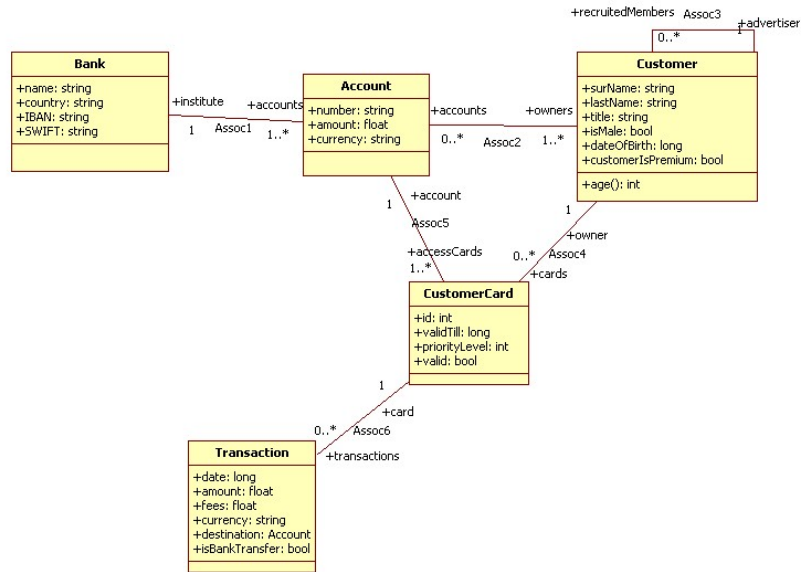 +recruitedMembers Assoc3
0..* 1 +advertiser
Bank
+name: string
+country: string
+IBAN: string
+SWIFT: string
+institute +accounts
1 Assoc1 1..*
Account
+number: string
+amount: float
+currency: string
+accounts +owners
0..* Assoc2 1..*
Customer
+surName: string
+lastName: string
+title: string
+isMale: bool
+dateOfBirth: long
+customerIsPremium: bool
+age(): int
+account
1
Assoc5
+accessCards
1..*
1
+owner
0..* Assoc4
+cards
CustomerCard
+id: int
+validTill: long
+priorityLevel: int
+valid: bool
1
+card
0..* Assoc6
+transactions
Transaction
+date: long
+amount: float
+fees: float
+currency: string
+destination: Account
+isBankTransfer: bool